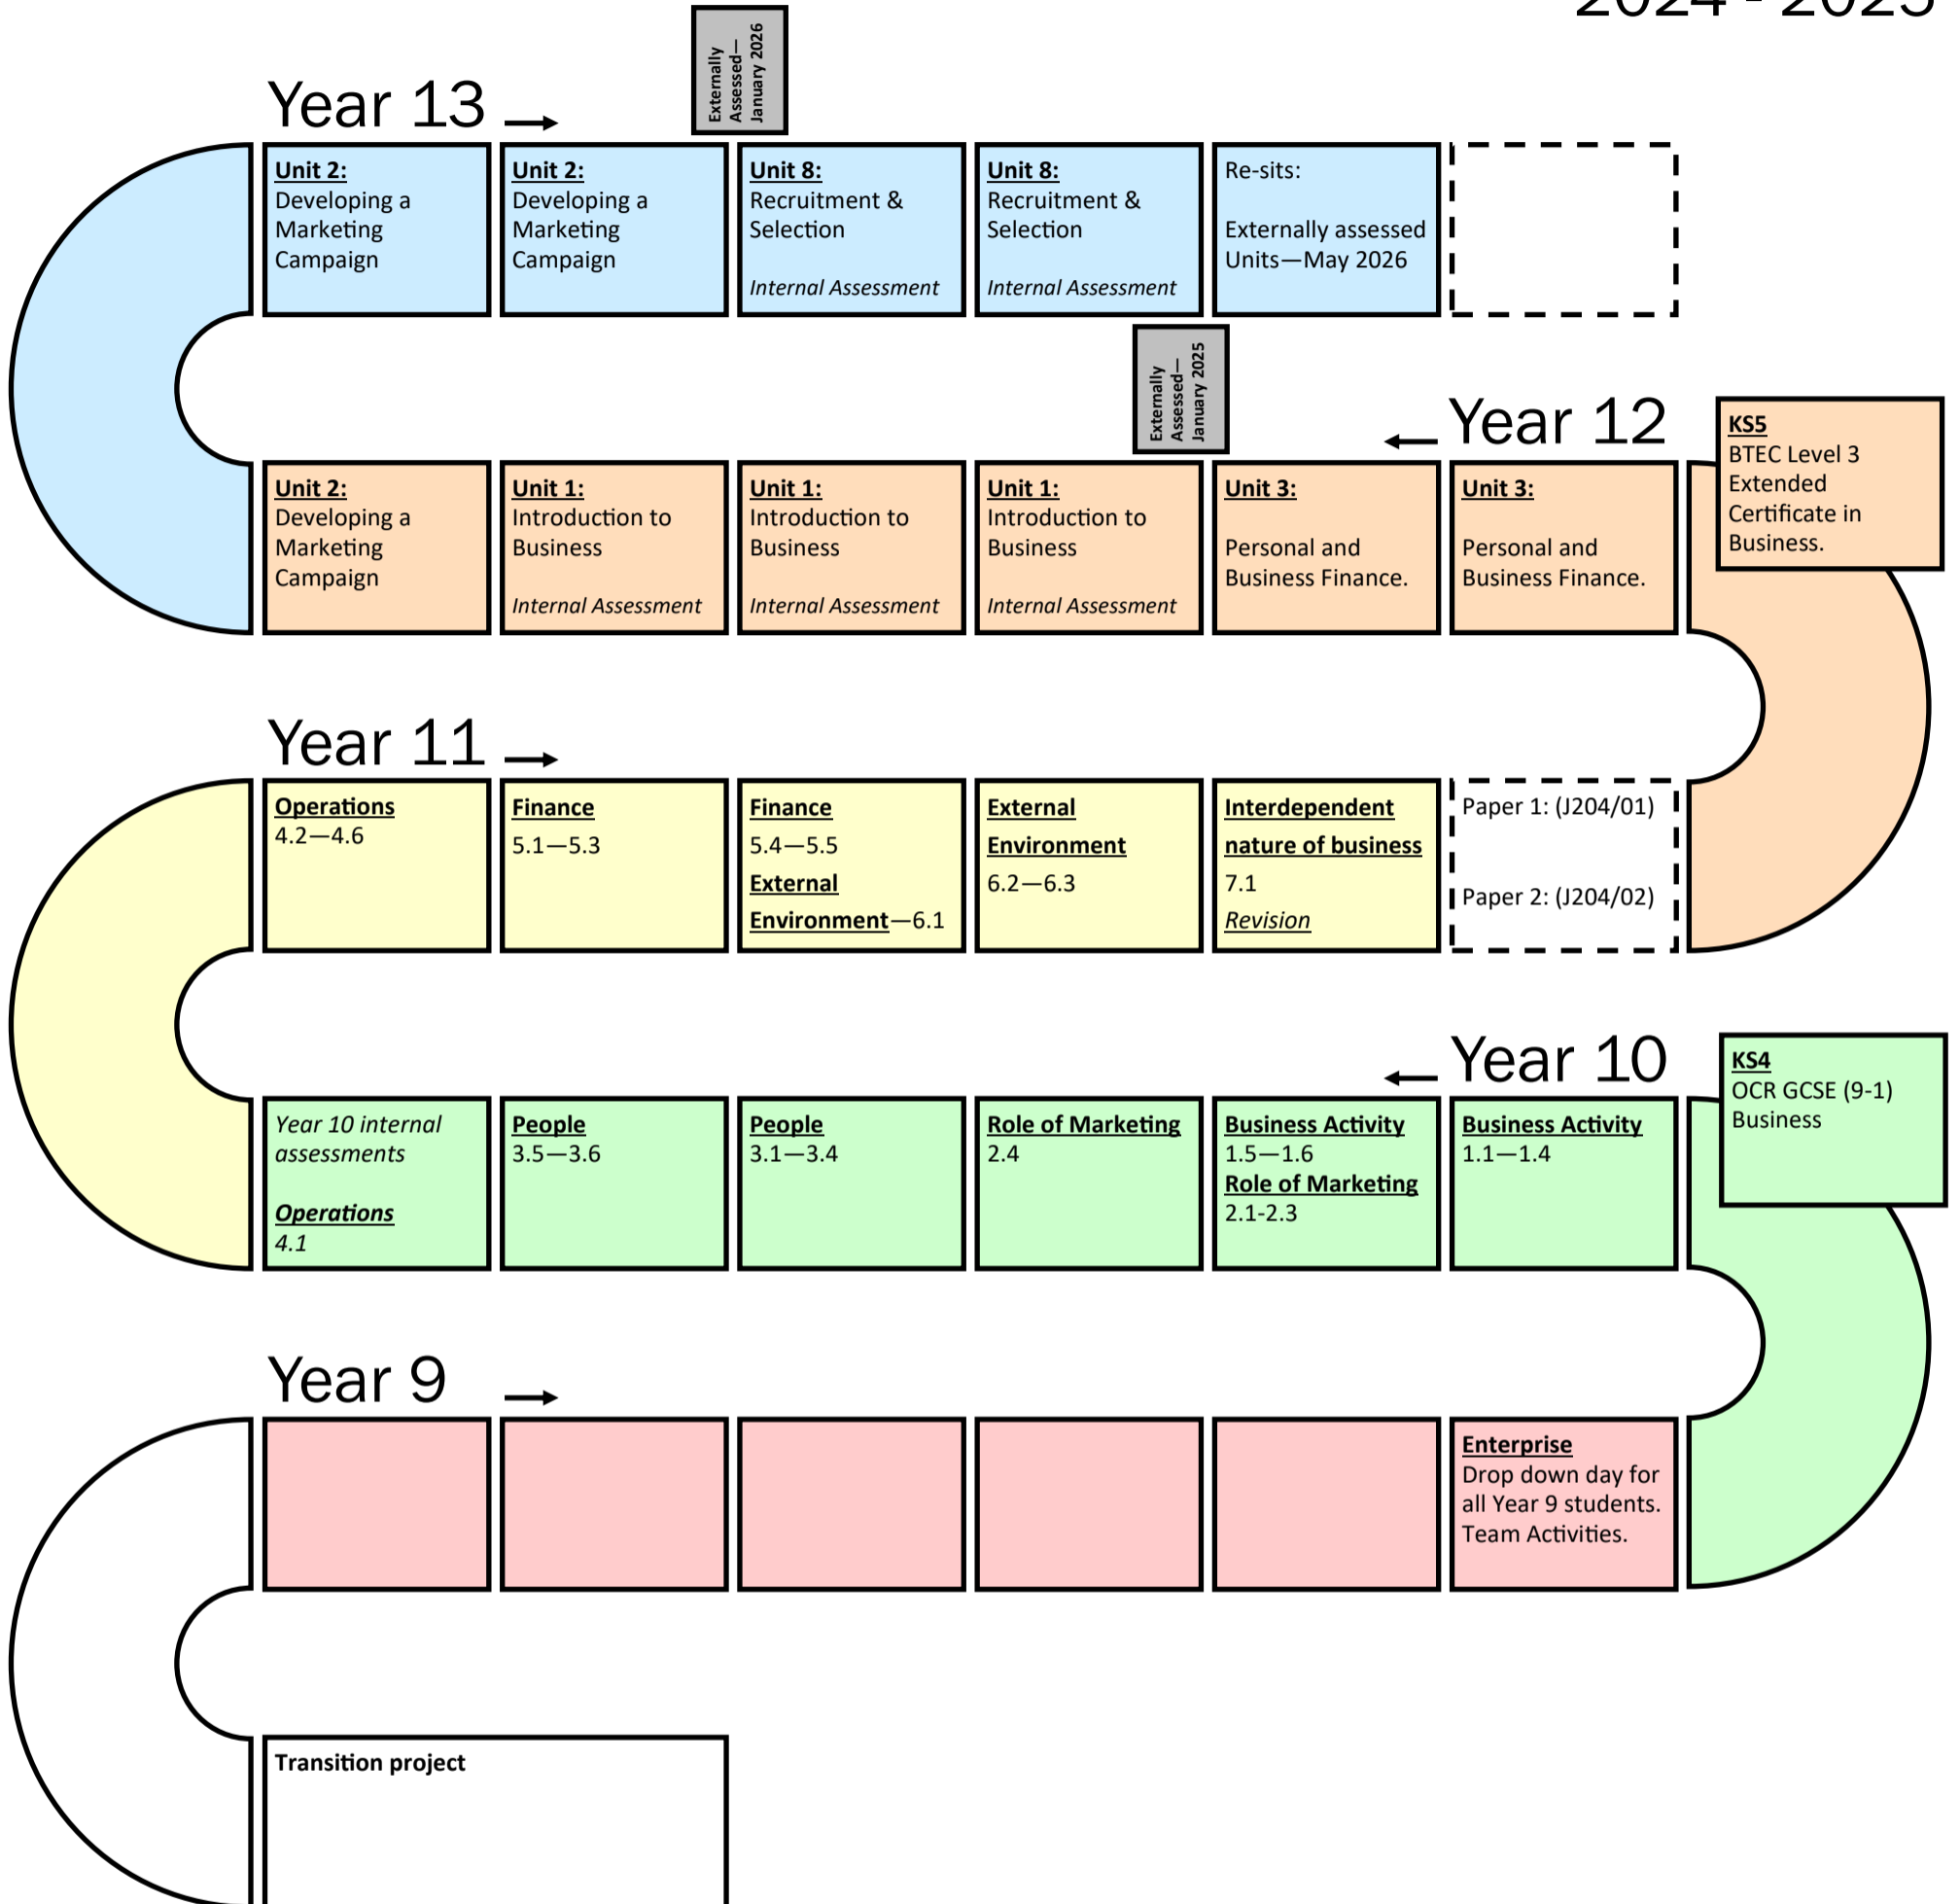 2024 - 2025
Externally
Assessed—
January 2026
Year 13
Unit 2:
Developing a
Marketing
Campaign
Unit 2:
Developing a
Marketing
Campaign
Unit 8:
Recruitment &
Selection
Internal Assessment
Unit 8:
Recruitment &
Selection
Internal Assessment
Re-sits:
Externally assessed
Units—May 2026
Externally
Assessed—
January 2025
Year 12
KS5
BTEC Level 3
Extended
Certificate in
Business.
Unit 2:
Developing a
Marketing
Campaign
Unit 1:
Introduction to
Business
Internal Assessment
Unit 1:
Introduction to
Business
Internal Assessment
Unit 1:
Introduction to
Business
Internal Assessment
Unit 3:
Personal and
Business Finance.
Unit 3:
Personal and
Business Finance.
Year 11
Operations
4.2—4.6
Finance
5.1—5.3
Finance
5.4—5.5
External
Environment—6.1
External
Environment
6.2—6.3
Interdependent
nature of business
7.1
Revision
Paper 1: (J204/01)
Paper 2: (J204/02)
Year 10
KS4
OCR GCSE (9-1)
Business
Year 10 internal
assessments
Operations
4.1
People
3.5—3.6
People
3.1—3.4
Role of Marketing
2.4
Business Activity
1.5—1.6
Role of Marketing
2.1-2.3
Business Activity
1.1—1.4
Year 9
Enterprise
Drop down day for
all Year 9 students.
Team Activities.
Transition project